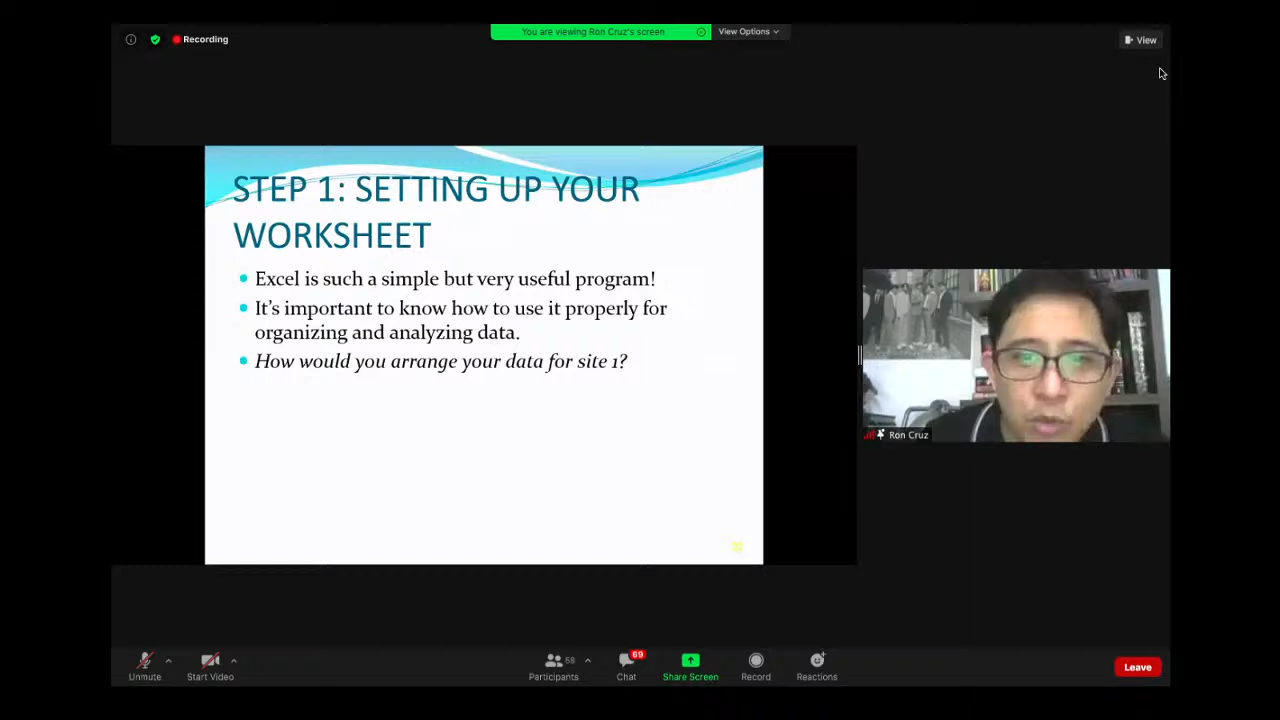 You are viewing Ron Cruz's screen
View Options
Recording
View
STEP 1: SETTING UP YOUR
WORKSHEET
Excel is such a simple but very useful program!
It's important to know how to use it properly for
organizing and analyzing data.
How would you arrange your data for site 1?
Ron Cruz
Unmute
Start Video
58
Participants
69
Chat
Share Screen
Record
Reactions
Leave